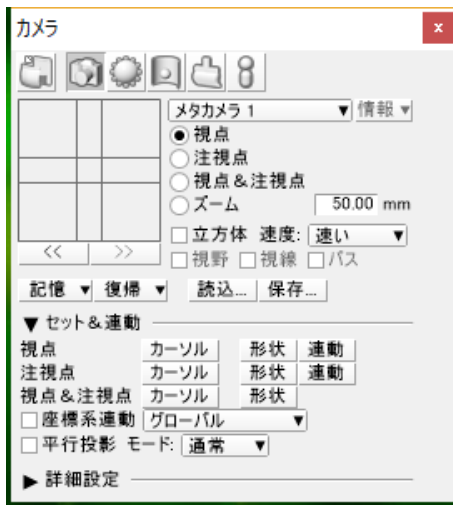 カメラ x
メタカメラ 1 ▼ 情報 ▼
視点
注視点
視点＆注視点
ズーム 50.00 mm
立方体 速度: 速い ▼
<< >> 視野 視線 パス
記憶 ▼ 復帰 ▼ 読込... 保存...
▼ セット＆連動
視点 カーソル 形状 連動
注視点 カーソル 形状 連動
視点＆注視点 カーソル 形状
座標系連動 グローバル ▼
平行投影 モード: 通常 ▼
▶ 詳細設定